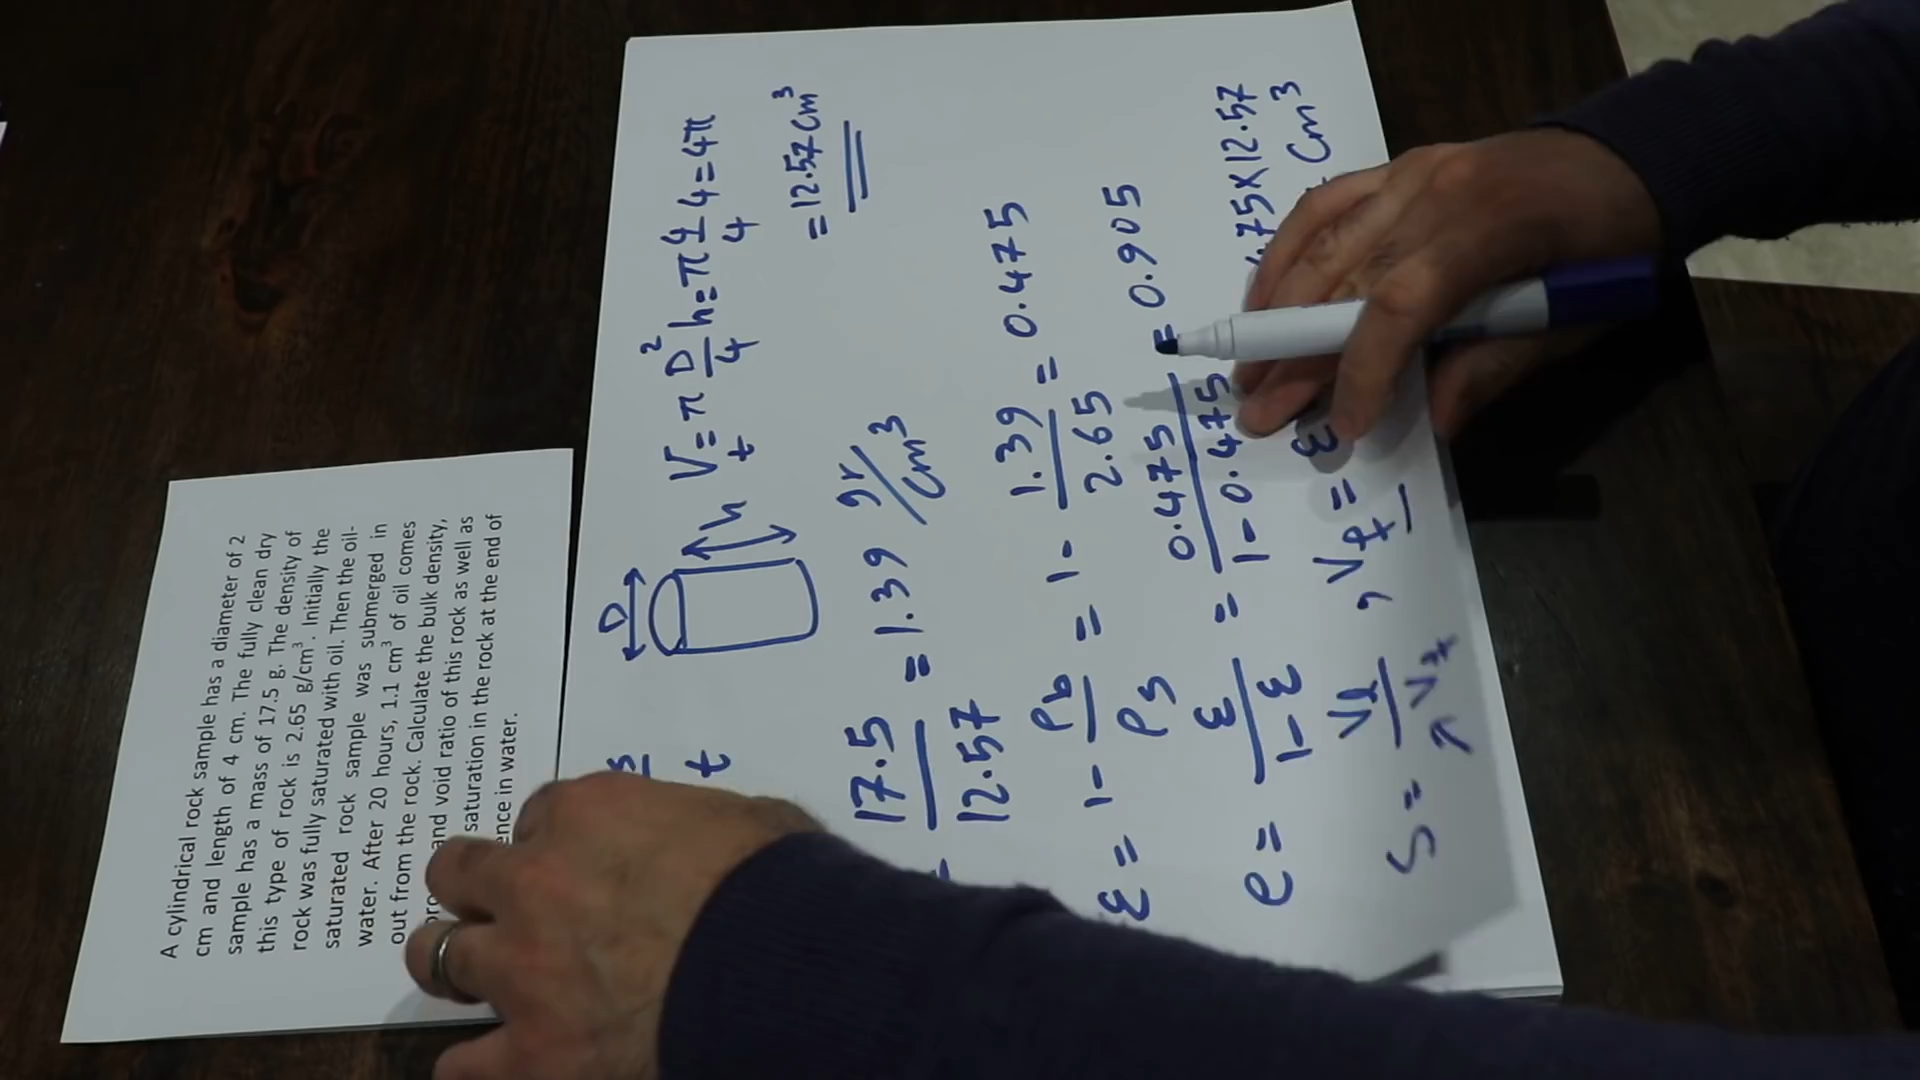 A cylindrical rock sample has a diameter of 2
cm and length of 4 cm. The fully clean dry
sample has a mass of 17.5 g. The density of
this type of rock is 2.65 g/cm³. Initially the
rock was fully saturated with oil. Then the oil-
saturated rock sample was submerged in
water. After 20 hours, 1.1 cm³ of oil comes
out from the rock. Calculate the bulk density,
and void ratio of this rock as well as
saturation in the rock at the end of
in water.
D
h
Vt = π D²/4 h = π 4/4 4 = 4π
= 12.57 cm³
t
17.5/12.57 = 1.39 gr/cm³
ε = 1 - ρb/ρs = 1 - 1.39/2.65 = 0.475
e = ε/1-ε = 0.475/1-0.475 = 0.905
S = , Vf = ε
75×12.57
cm³